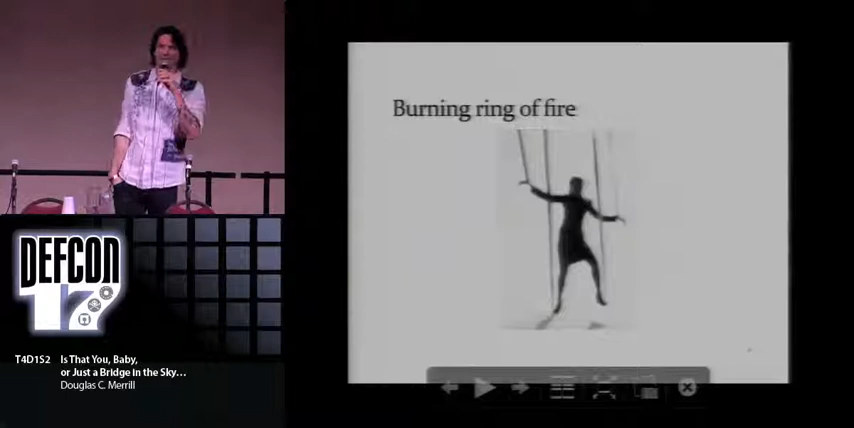 Burning ring of fire
DEFCON
17
T4D1S2 Is That You, Baby,
or Just a Bridge in the Sky...
Douglas C. Merrill